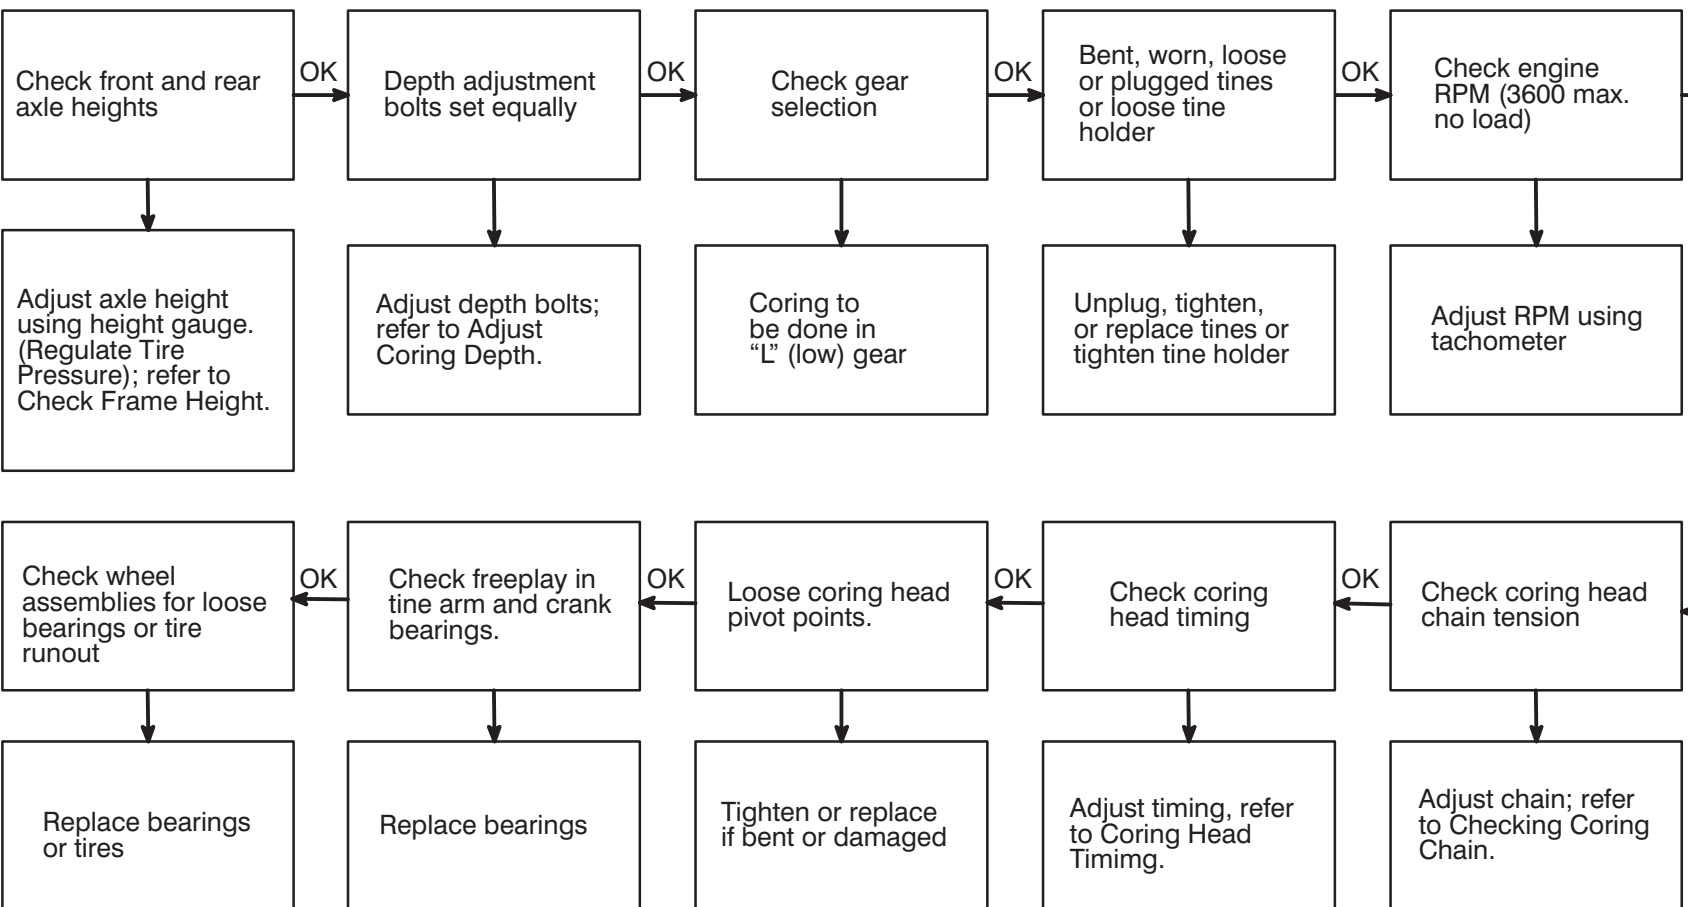 Check front and rear
axle heights
OK
Depth adjustment
bolts set equally
OK
Check gear
selection
OK
Bent, worn, loose
or plugged tines
or loose tine
holder
OK
Check engine
RPM (3600 max.
no load)
Adjust axle height
using height gauge.
(Regulate Tire
Pressure); refer to
Check Frame Height.
Adjust depth bolts;
refer to Adjust
Coring Depth.
Coring to
be done in
“L” (low) gear
Unplug, tighten,
or replace tines or
tighten tine holder
Adjust RPM using
tachometer
Check wheel
assemblies for loose
bearings or tire
runout
OK
Check freeplay in
tine arm and crank
bearings.
OK
Loose coring head
pivot points.
OK
Check coring
head timing
OK
Check coring head
chain tension
Replace bearings
or tires
Replace bearings
Tighten or replace
if bent or damaged
Adjust timing, refer
to Coring Head
Timimg.
Adjust chain; refer
to Checking Coring
Chain.